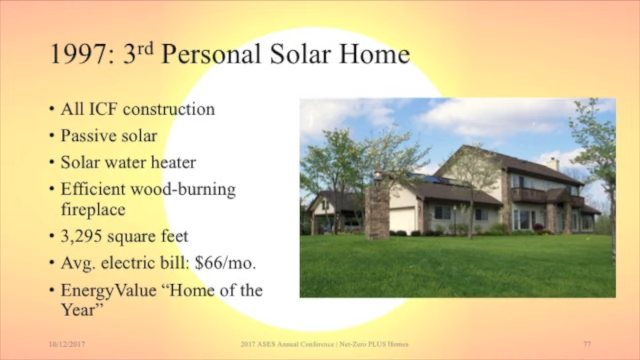 1997: 3rd Personal Solar Home
• All ICF construction
• Passive solar
• Solar water heater
• Efficient wood-burning
fireplace
• 3,295 square feet
• Avg. electric bill: $66/mo.
• EnergyValue “Home of the
Year”
10/12/2017
2017 ASES Annual Conference | Net-Zero PLUS Homes
77